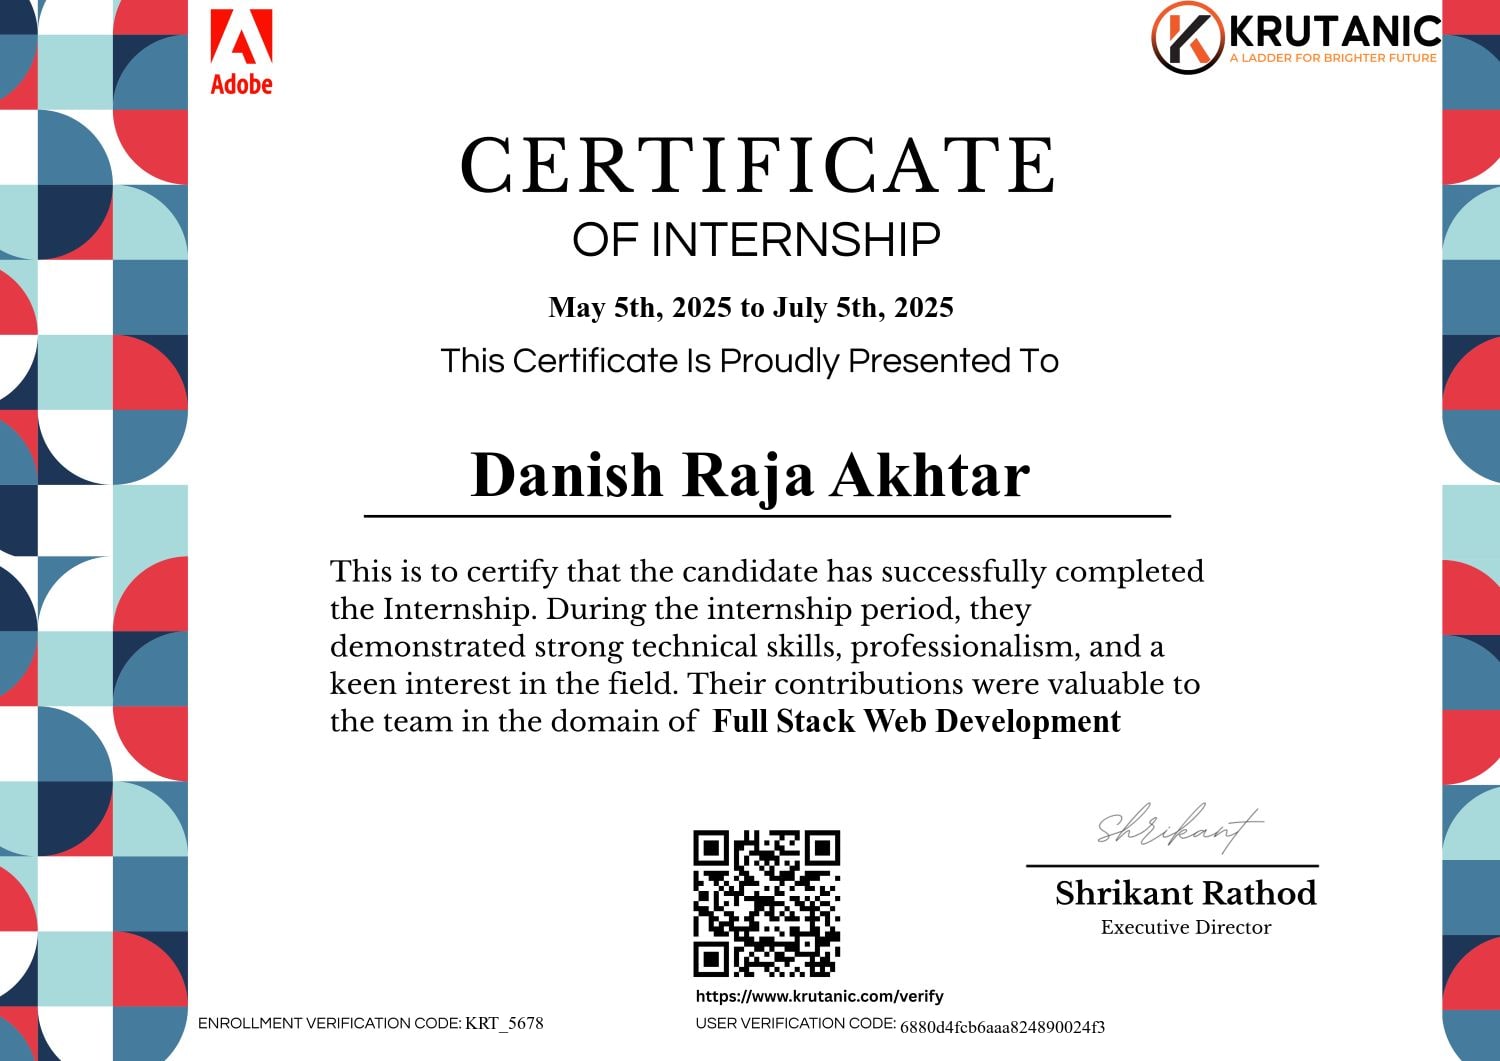 Adobe
KRUTANIC
A LADDER FOR BRIGHTER FUTURE
CERTIFICATE
OF INTERNSHIP
May 5th, 2025 to July 5th, 2025
This Certificate Is Proudly Presented To
Danish Raja Akhtar
This is to certify that the candidate has successfully completed
the Internship. During the internship period, they
demonstrated strong technical skills, professionalism, and a
keen interest in the field. Their contributions were valuable to
the team in the domain of Full Stack Web Development
Shrikant
Shrikant Rathod
Executive Director
https://www.krutanic.com/verify
ENROLLMENT VERIFICATION CODE: KRT_5678
USER VERIFICATION CODE: 6880d4fcb6aaa824890024f3